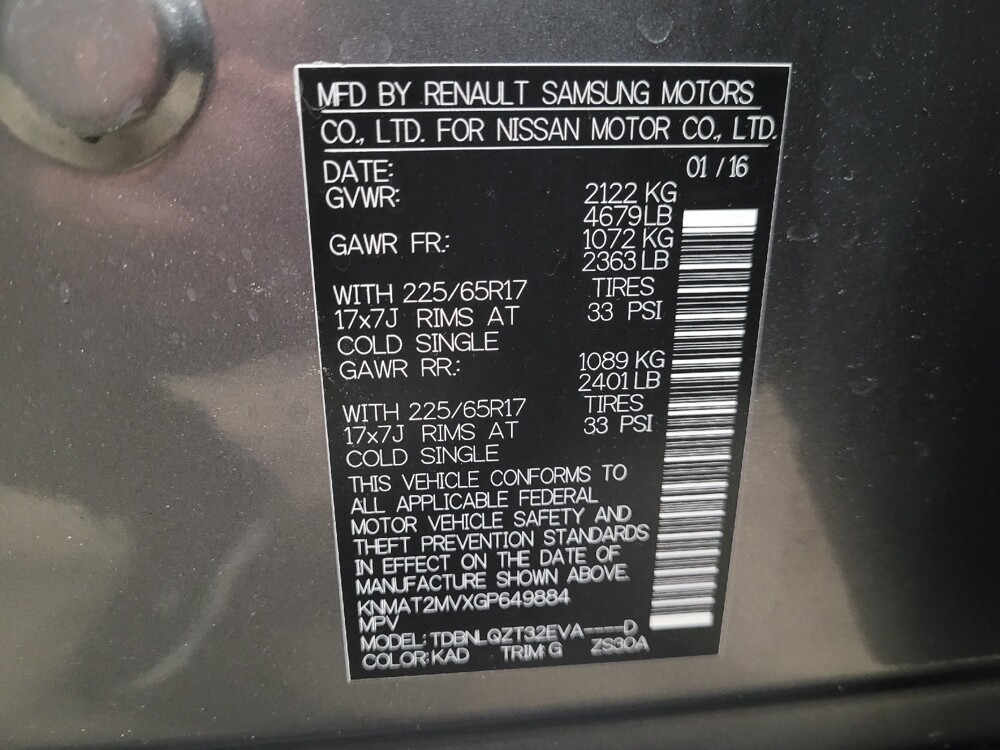 MFD BY RENAULT SAMSUNG MOTORS
CO., LTD. FOR NISSAN MOTOR CO., LTD.
DATE: 01 / 16
GVWR: 2122 KG
4679 LB
GAWR FR.: 1072 KG
2363 LB
WITH 225/65R17 TIRES
17x7J RIMS AT 33 PSI
COLD SINGLE
GAWR RR.: 1089 KG
2401 LB
WITH 225/65R17 TIRES
17x7J RIMS AT 33 PSI
COLD SINGLE
THIS VEHICLE CONFORMS TO
ALL APPLICABLE FEDERAL
MOTOR VEHICLE SAFETY AND
THEFT PREVENTION STANDARDS
IN EFFECT ON THE DATE OF
MANUFACTURE SHOWN ABOVE.
KNMAT2MVXGP649884
MPV
MODEL: TDBNLQZT32EVA----D
COLOR: KAD TRIM: G ZS30A